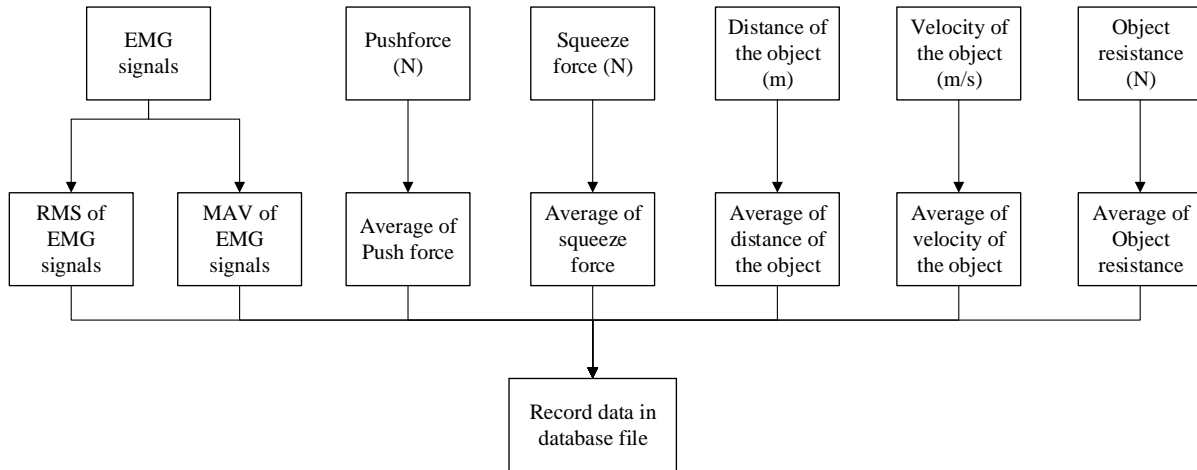 EMG
signals
Pushforce
(N)
Squeeze
force (N)
Distance of
the object
(m)
Velocity of
the object
(m/s)
Object
resistance
(N)
RMS of
EMG
signals
MAV of
EMG
signals
Average of
Push force
Average of
squeeze
force
Average of
distance of
the object
Average of
velocity of
the object
Average of
Object
resistance
Record data in
database file